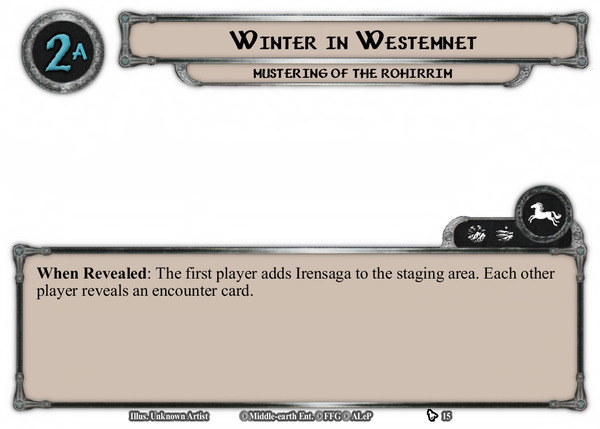 2A
Winter in Westemnet
Mustering of the Rohirrim
When Revealed: The first player adds Irensaga to the staging area. Each other
player reveals an encounter card.
Illus. Unknown Artist ©Middle-earth Ent. ©FFG ©ALeP 15